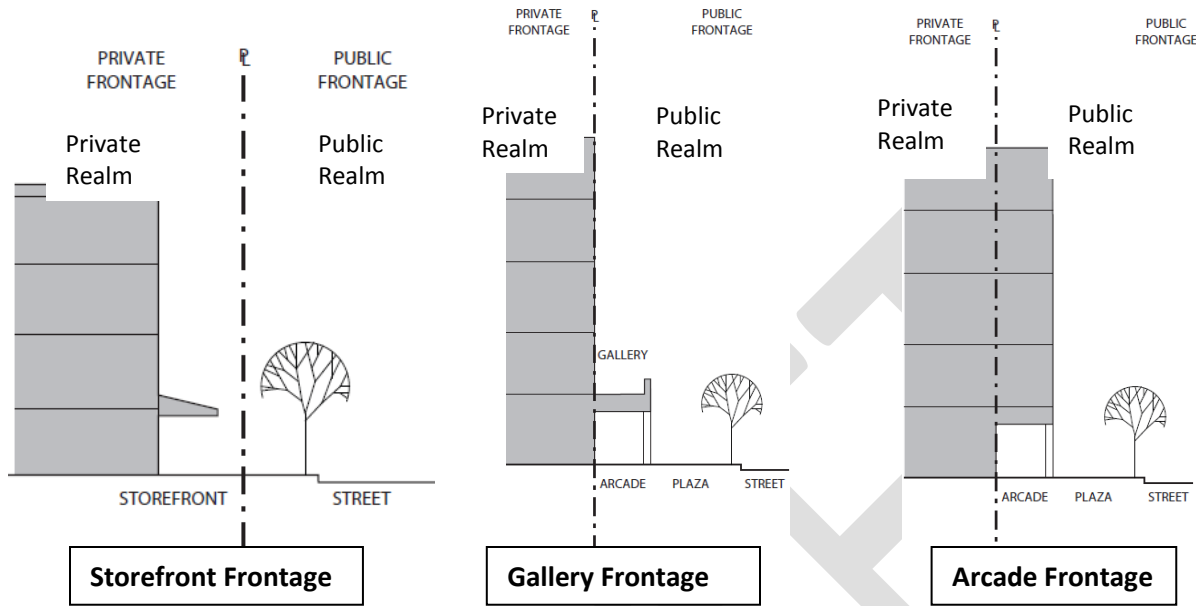 PRIVATE
FRONTAGE
PL
PUBLIC
FRONTAGE
Private
Realm
Public
Realm
STOREFRONT
STREET
Storefront Frontage
PRIVATE
FRONTAGE
PL
PUBLIC
FRONTAGE
Private
Realm
Public
Realm
GALLERY
ARCADE
PLAZA
STREET
Gallery Frontage
PRIVATE
FRONTAGE
PL
PUBLIC
FRONTAGE
Private
Realm
Public
Realm
ARCADE
PLAZA
STREET
Arcade Frontage